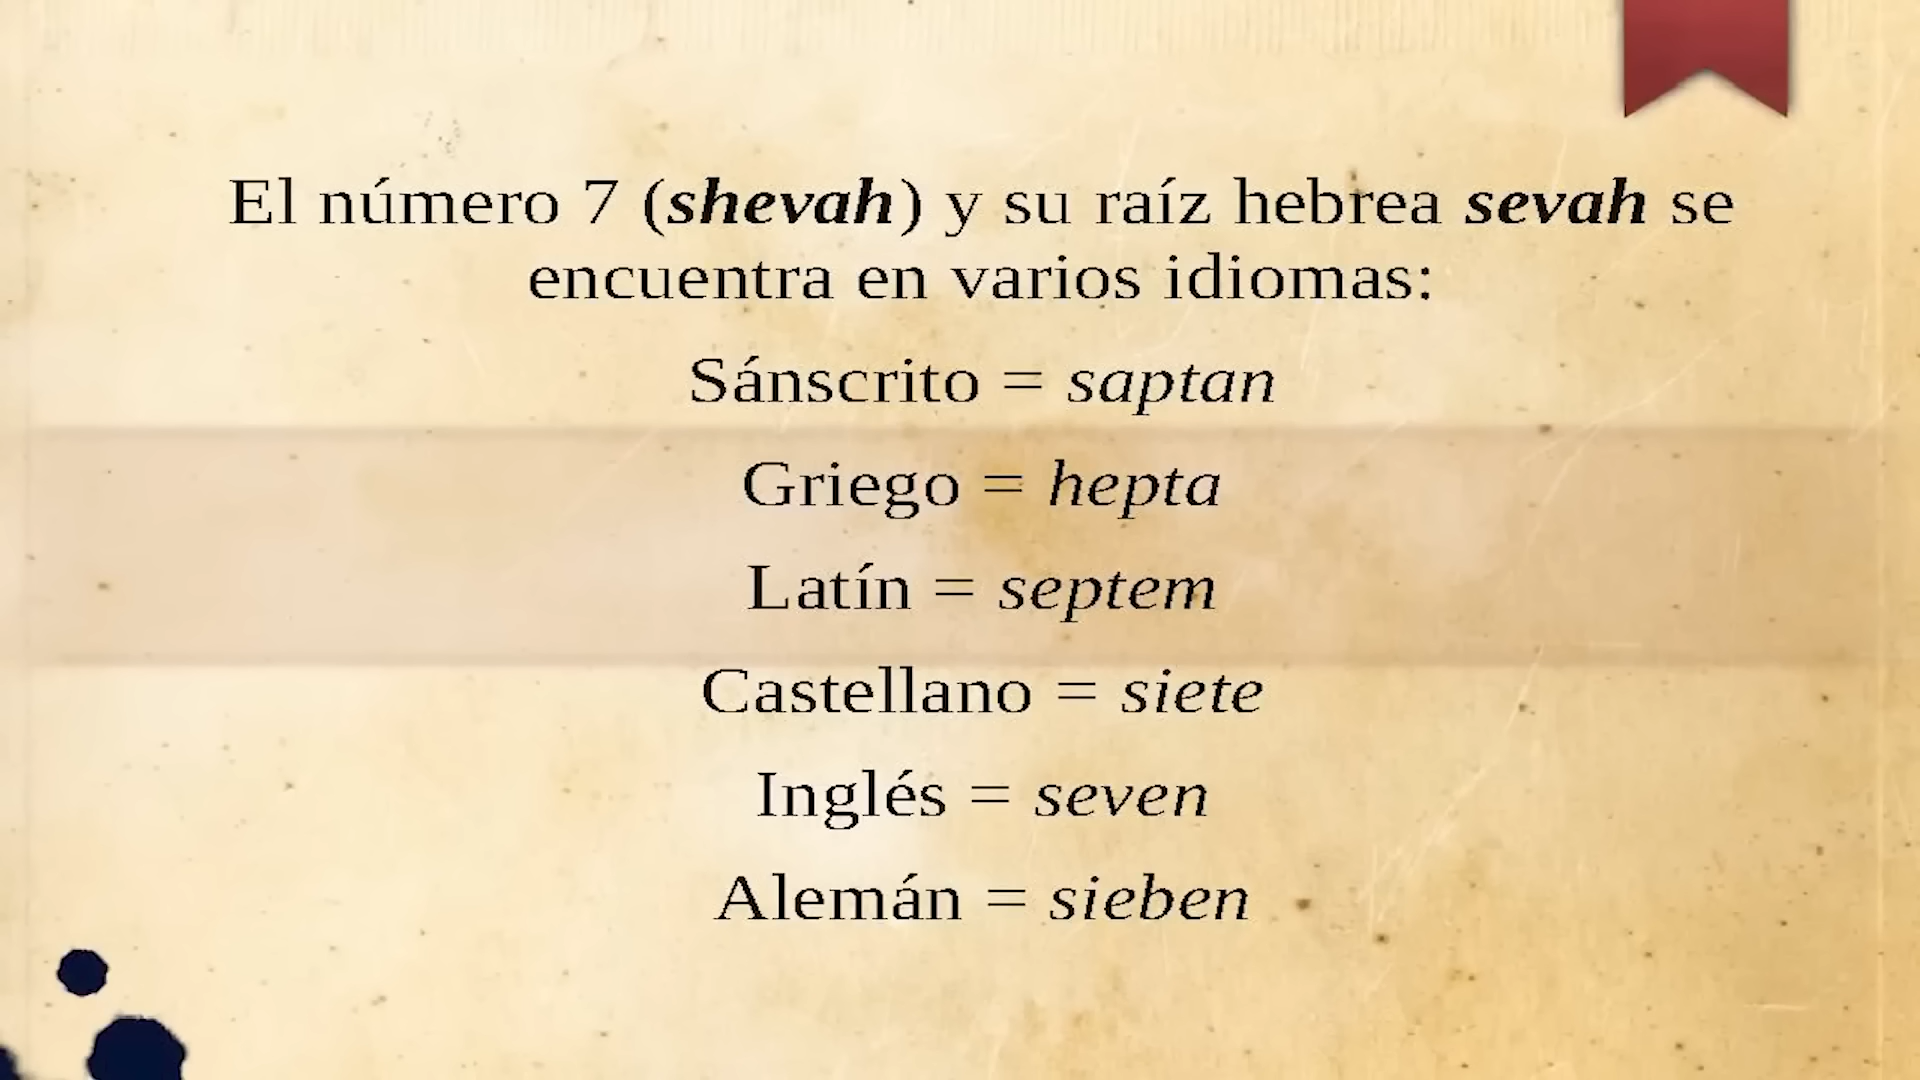 El número 7 (shevah) y su raíz hebrea sevah se
encuentra en varios idiomas:
Sánscrito = saptan
Griego = hepta
Latín = septem
Castellano = siete
Inglés = seven
Alemán = sieben